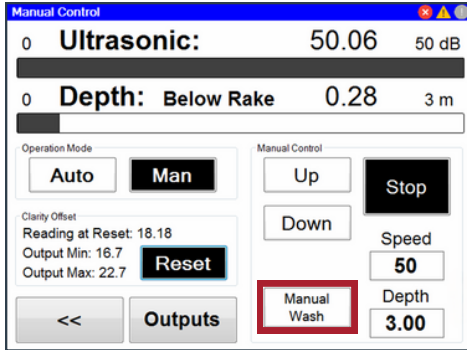 Manual Control
0 Ultrasonic: 50.06 50 dB
0 Depth: Below Rake 0.28 3 m
Operation Mode
Auto Man
Clarity Offset
Reading at Reset: 18.18
Output Min: 16.7
Output Max: 22.7
Reset
<< Outputs
Manual Control
Up
Stop
Down
Speed
50
Manual
Wash
Depth
3.00